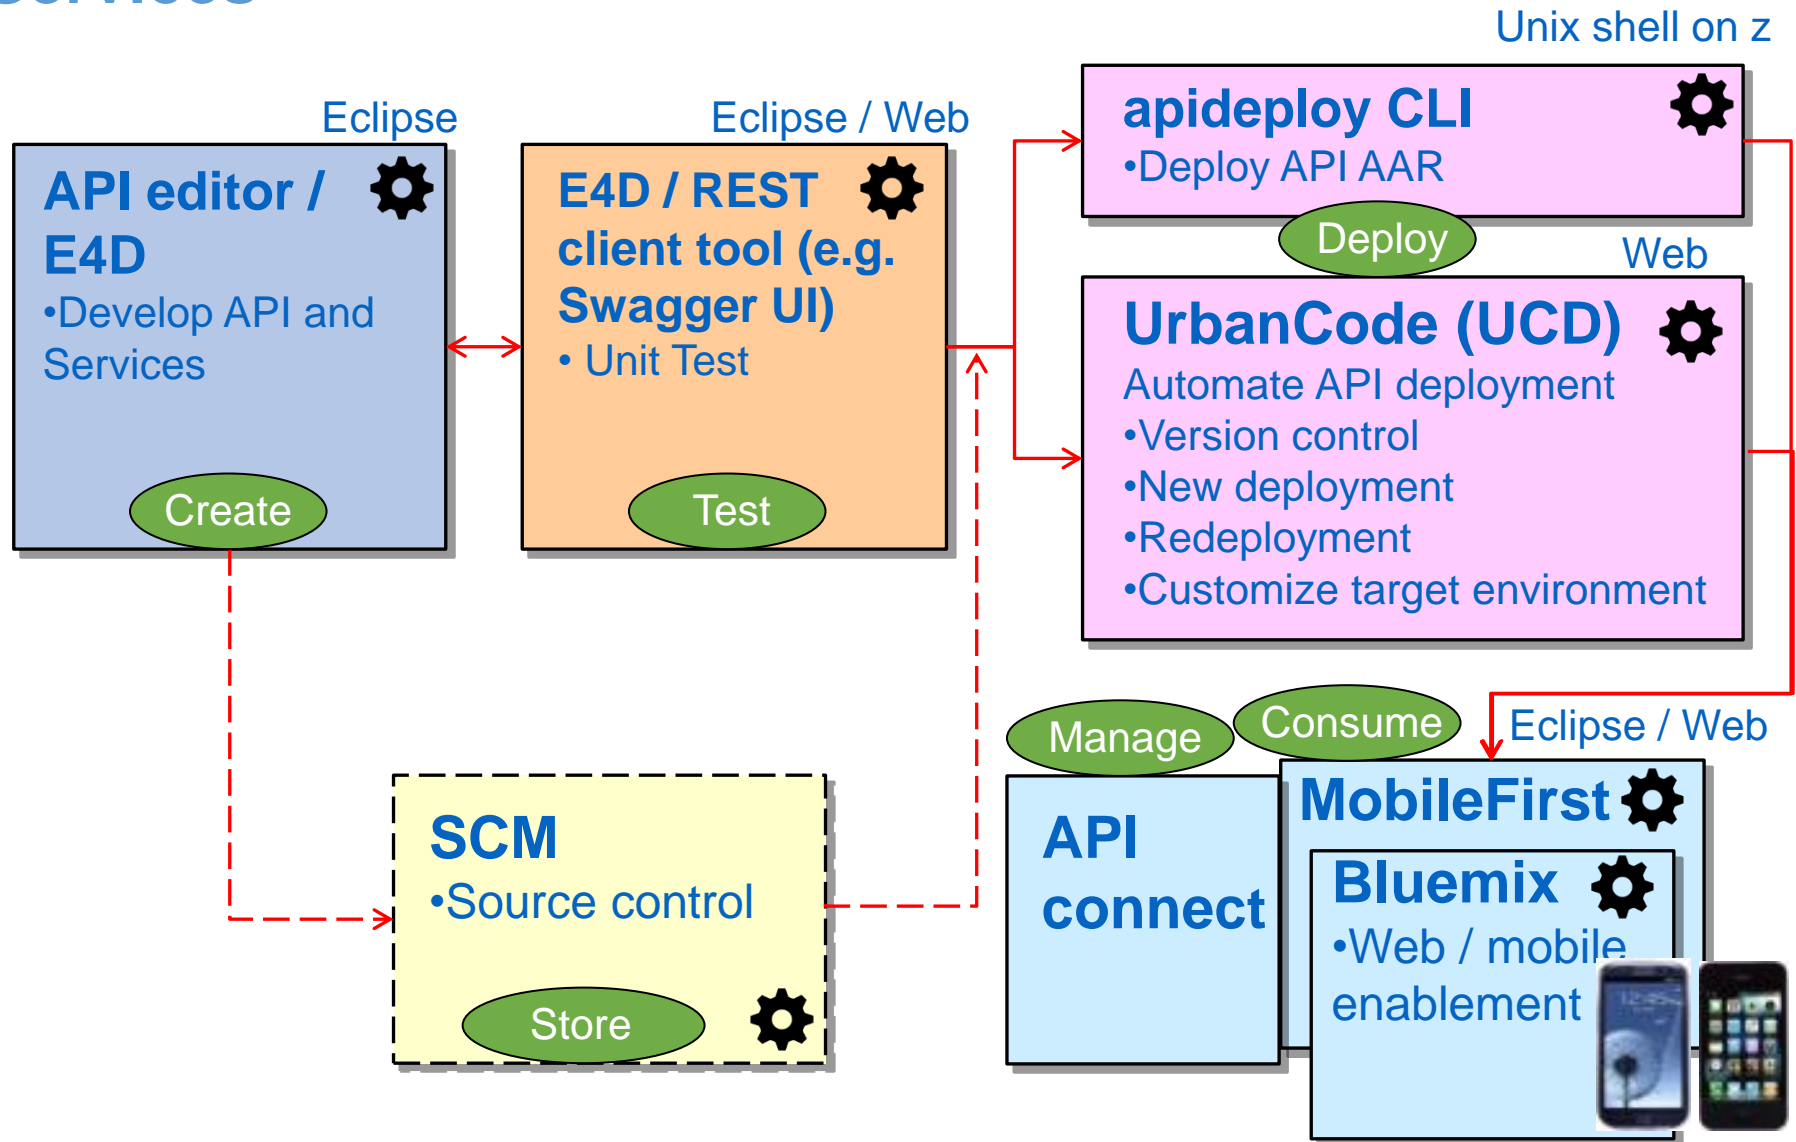 Services
Unix shell on z
Eclipse
Eclipse / Web
API editor /
E4D
•Develop API and
Services
Create
E4D / REST
client tool (e.g.
Swagger UI)
• Unit Test
Test
apideploy CLI
•Deploy API AAR
Deploy
Web
UrbanCode (UCD)
Automate API deployment
•Version control
•New deployment
•Redeployment
•Customize target environment
SCM
•Source control
Store
Manage
Consume
Eclipse / Web
API
connect
MobileFirst
Bluemix
•Web / mobile
enablement